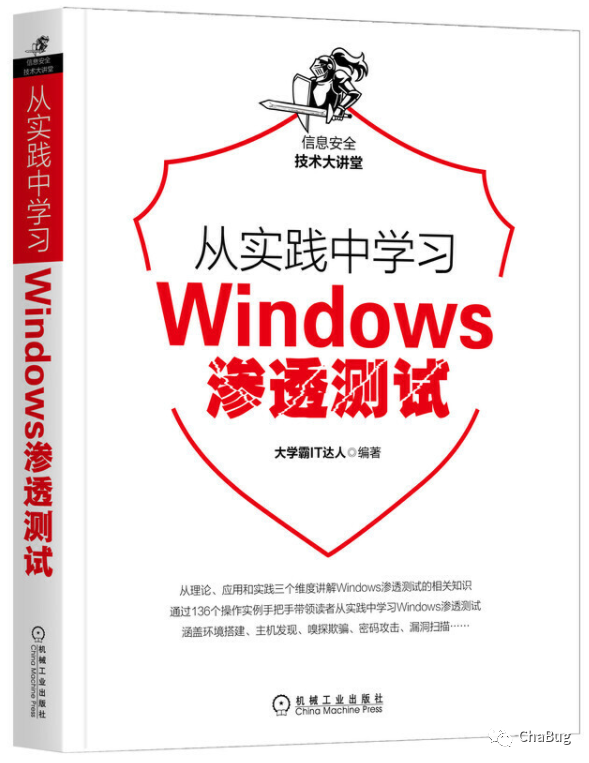 信息安全
技术大讲堂
从实践中学习
Windows渗透测试
机械工业出版社
China Machine Press
信息安全
技术大讲堂
从实践中学习
Windows
渗透测试
大学霸IT达人◎编著
从理论、应用和实践三个维度讲解Windows渗透测试的相关知识
通过136个操作实例手把手带领读者从实践中学习Windows渗透测试
涵盖环境搭建、主机发现、嗅探欺骗、密码攻击、漏洞扫描……
机械工业出版社
China Machine Press
ChaBug